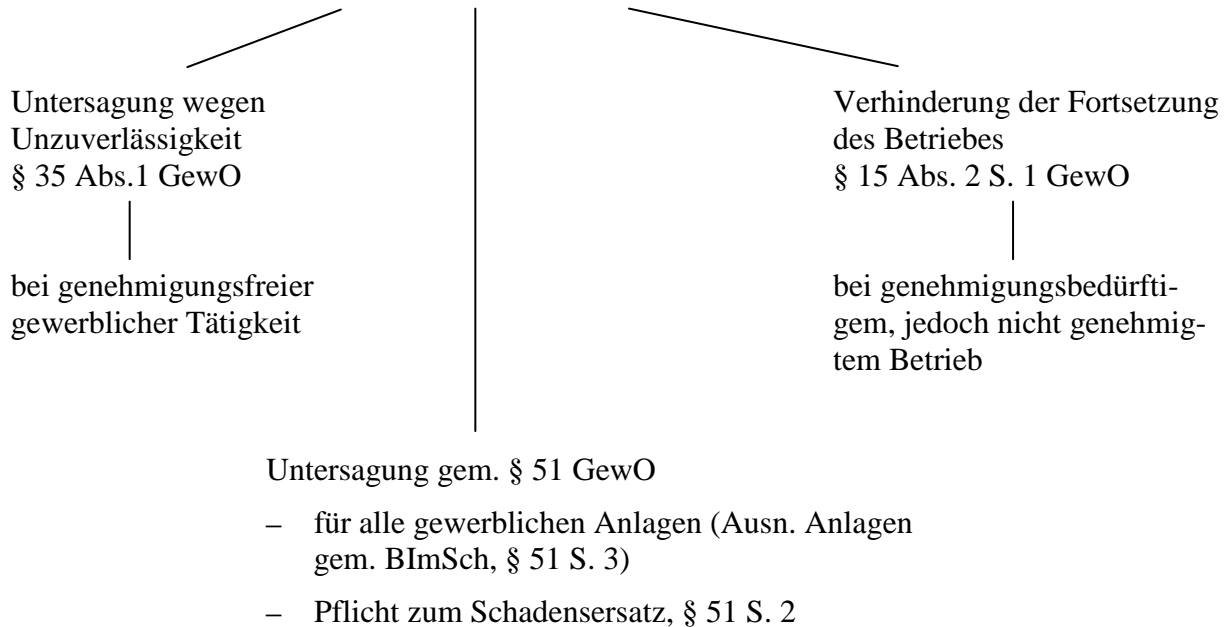 Untersagung wegen
Unzuverlässigkeit
§ 35 Abs.1 GewO
bei genehmigungsfreier
gewerblicher Tätigkeit
Verhinderung der Fortsetzung
des Betriebes
§ 15 Abs. 2 S. 1 GewO
bei genehmigungsbedürfti-
gem, jedoch nicht genehmig-
tem Betrieb
Untersagung gem. § 51 GewO
– für alle gewerblichen Anlagen (Ausn. Anlagen
gem. BImSch, § 51 S. 3)
– Pflicht zum Schadensersatz, § 51 S. 2